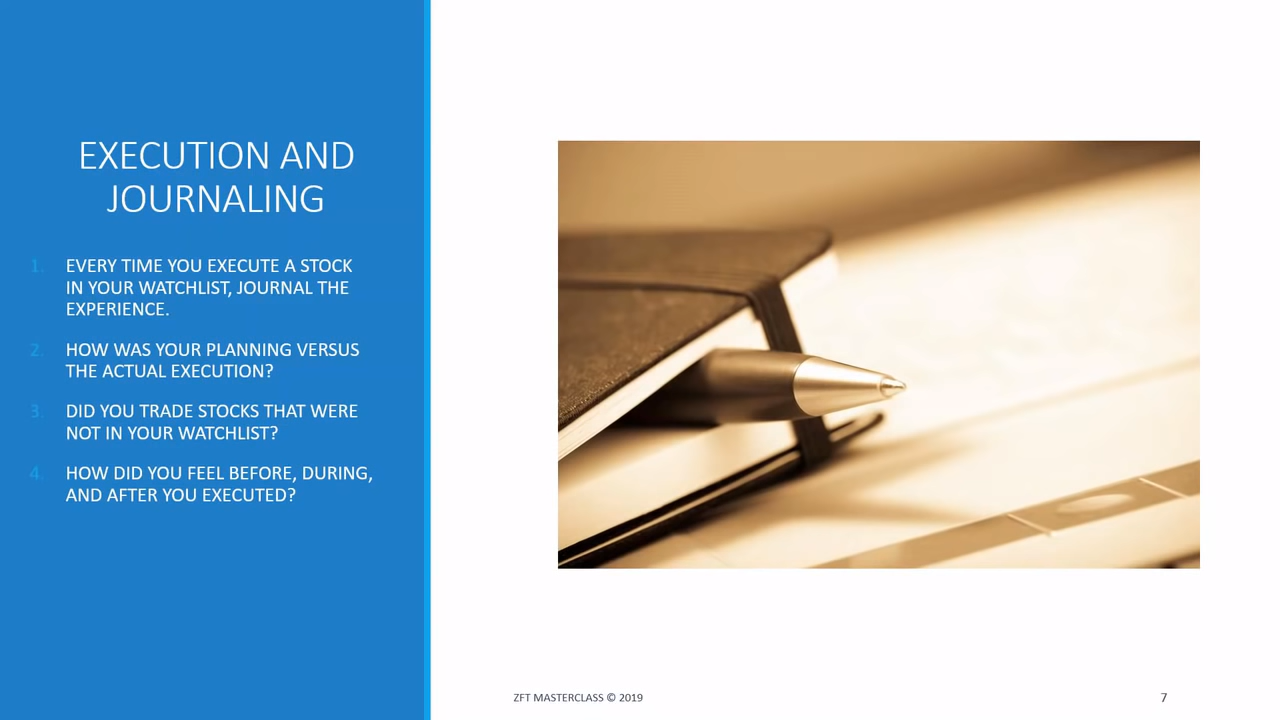 EXECUTION AND
JOURNALING
1. EVERY TIME YOU EXECUTE A STOCK
IN YOUR WATCHLIST, JOURNAL THE
EXPERIENCE.
2. HOW WAS YOUR PLANNING VERSUS
THE ACTUAL EXECUTION?
3. DID YOU TRADE STOCKS THAT WERE
NOT IN YOUR WATCHLIST?
4. HOW DID YOU FEEL BEFORE, DURING,
AND AFTER YOU EXECUTED?
ZFT MASTERCLASS © 2019
7